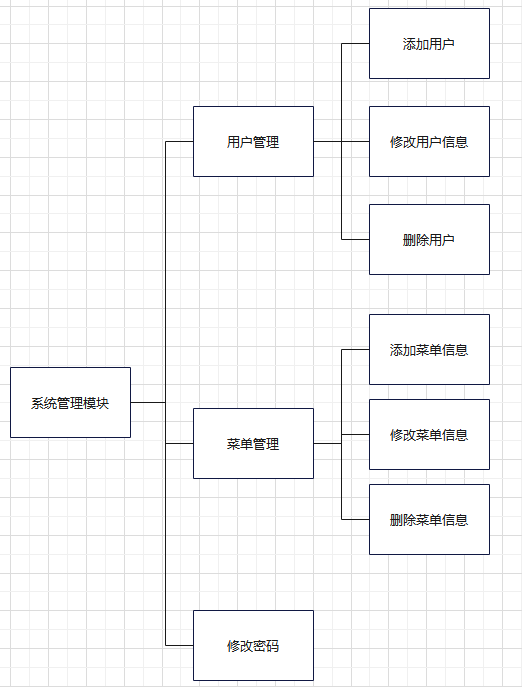 系统管理模块
用户管理
添加用户
修改用户信息
删除用户
菜单管理
添加菜单信息
修改菜单信息
删除菜单信息
修改密码